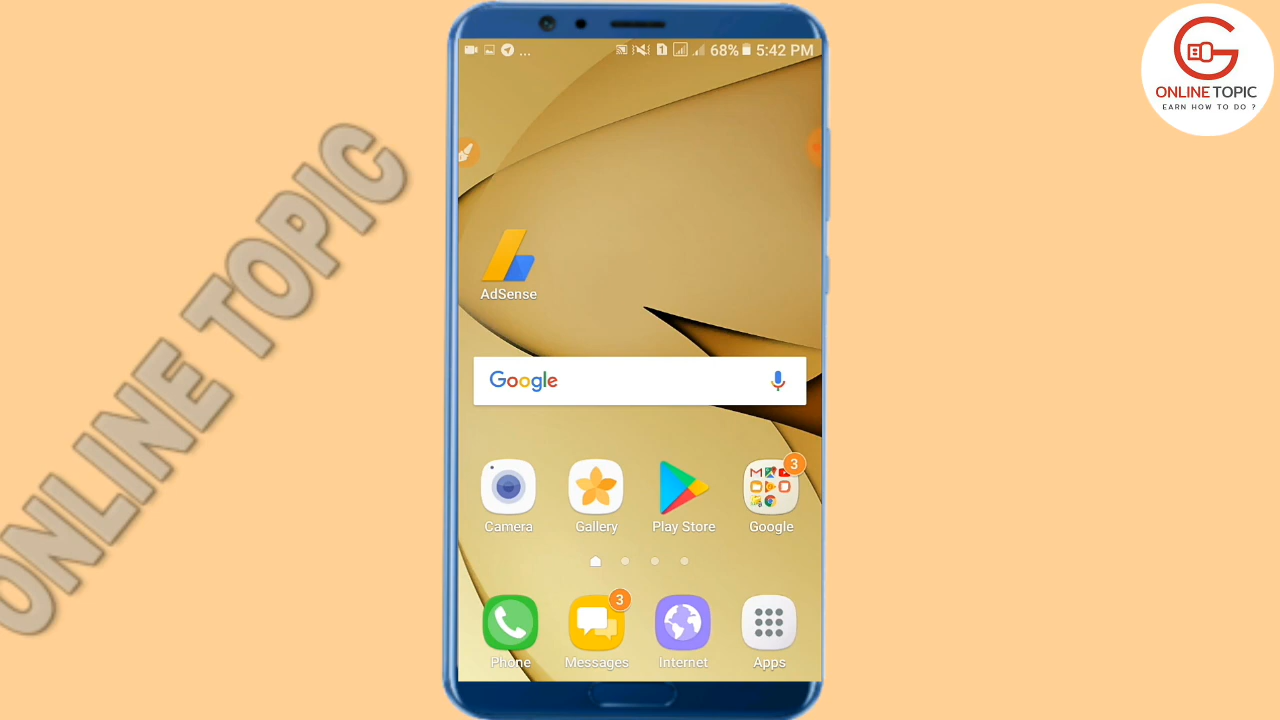 ... 1 68% 5:42 PM
ONLINE TOPIC
EARN HOW TO DO ?
ONLINE TOPIC
AdSense
Google
3
Camera Gallery Play Store Google
3
Phone Messages Internet Apps